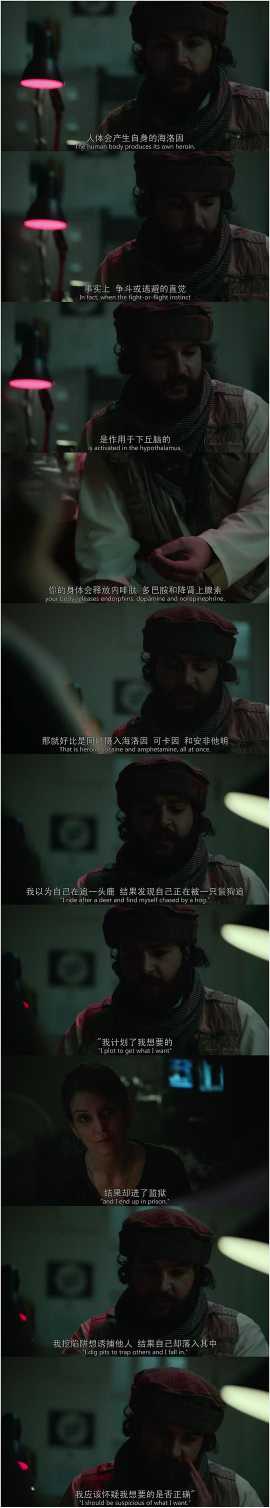 人体会产生自身的海洛因
The human body produces its own heroin.
事实上 争斗或逃避的直觉
In fact, when the fight-or-flight instinct
是作用于下丘脑的
is activated in the hypothalamus,
你的身体会释放内啡肽 多巴胺和降肾上腺素
your body releases endorphins, dopamine and norepinephrine.
那就好比是同时摄入海洛因 可卡因 和安非他明
That is heroin, cocaine and amphetamine, all at once.
我以为自己在追一头鹿 结果发现自己正在被一只鬣狗追
"I ride after a deer and find myself chased by a hog."
"我计划了我想要的
"I plot to get what I want"
结果却进了监狱
"and I end up in prison."
我挖陷阱想诱捕他人 结果自己却落入其中
"I dig pits to trap others and I fall in."
我应该怀疑我想要的是否正确"
"I should be suspicious of what I want."